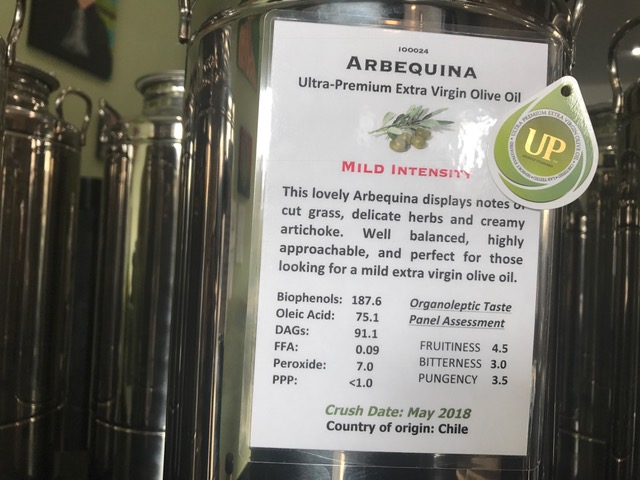 100024
ARBEQUINA
Ultra-Premium Extra Virgin Olive Oil
UP
MILD INTENSITY
This lovely Arbequina displays notes of
cut grass, delicate herbs and creamy
artichoke. Well balanced, highly
approachable, and perfect for those
looking for a mild extra virgin olive oil.
Biophenols: 187.6
Oleic Acid: 75.1
DAGs: 91.1
FFA: 0.09
Peroxide: 7.0
PPP: <1.0
Organoleptic Taste
Panel Assessment
FRUITINESS 4.5
BITTERNESS 3.0
PUNGENCY 3.5
Crush Date: May 2018
Country of origin: Chile